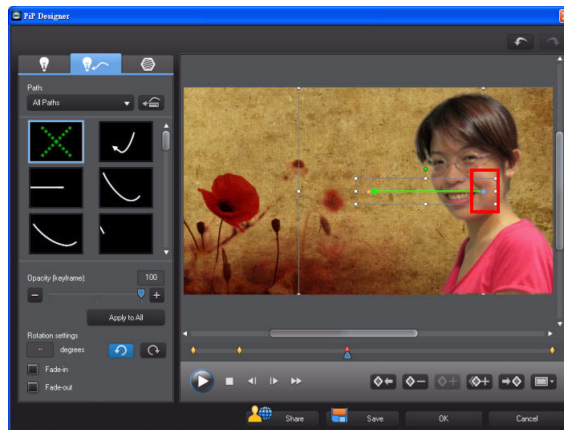 PiP Designer
Path:
All Paths
Opacity (keyframe):
100
Apply to All
Rotation settings
degrees
Fade-in
Fade-out
Share
Save
OK
Cancel